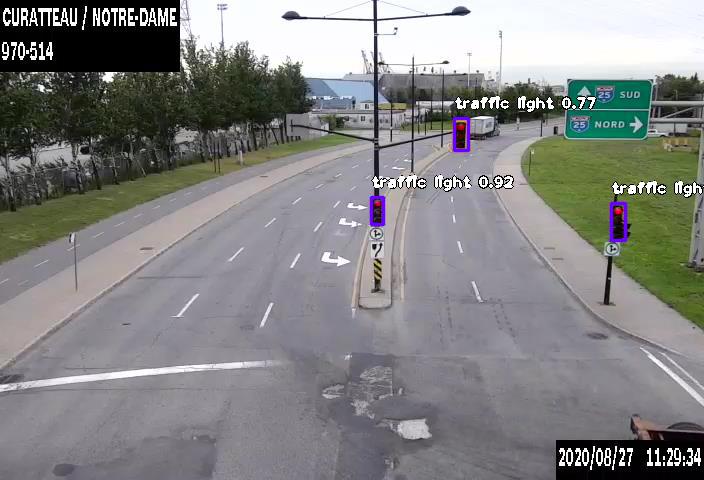 CURATTEAU / NOTRE-DAME
970-514
traffic light 0.77
25 SUD
25 NORD
traffic light 0.92
traffic ligh
2020/08/27 11:29:34